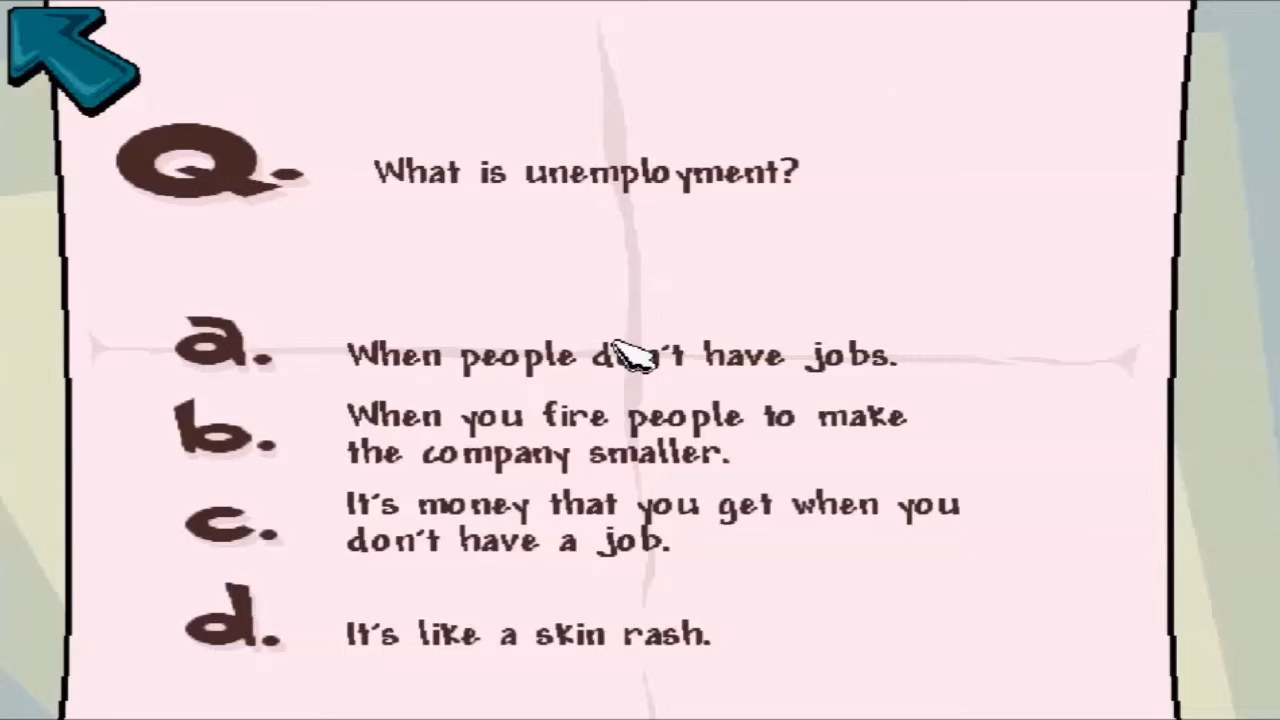 Q. What is unemployment?
a. When people don't have jobs.
b. When you fire people to make
the company smaller.
c. It's money that you get when you
don't have a job.
d. It's like a skin rash.